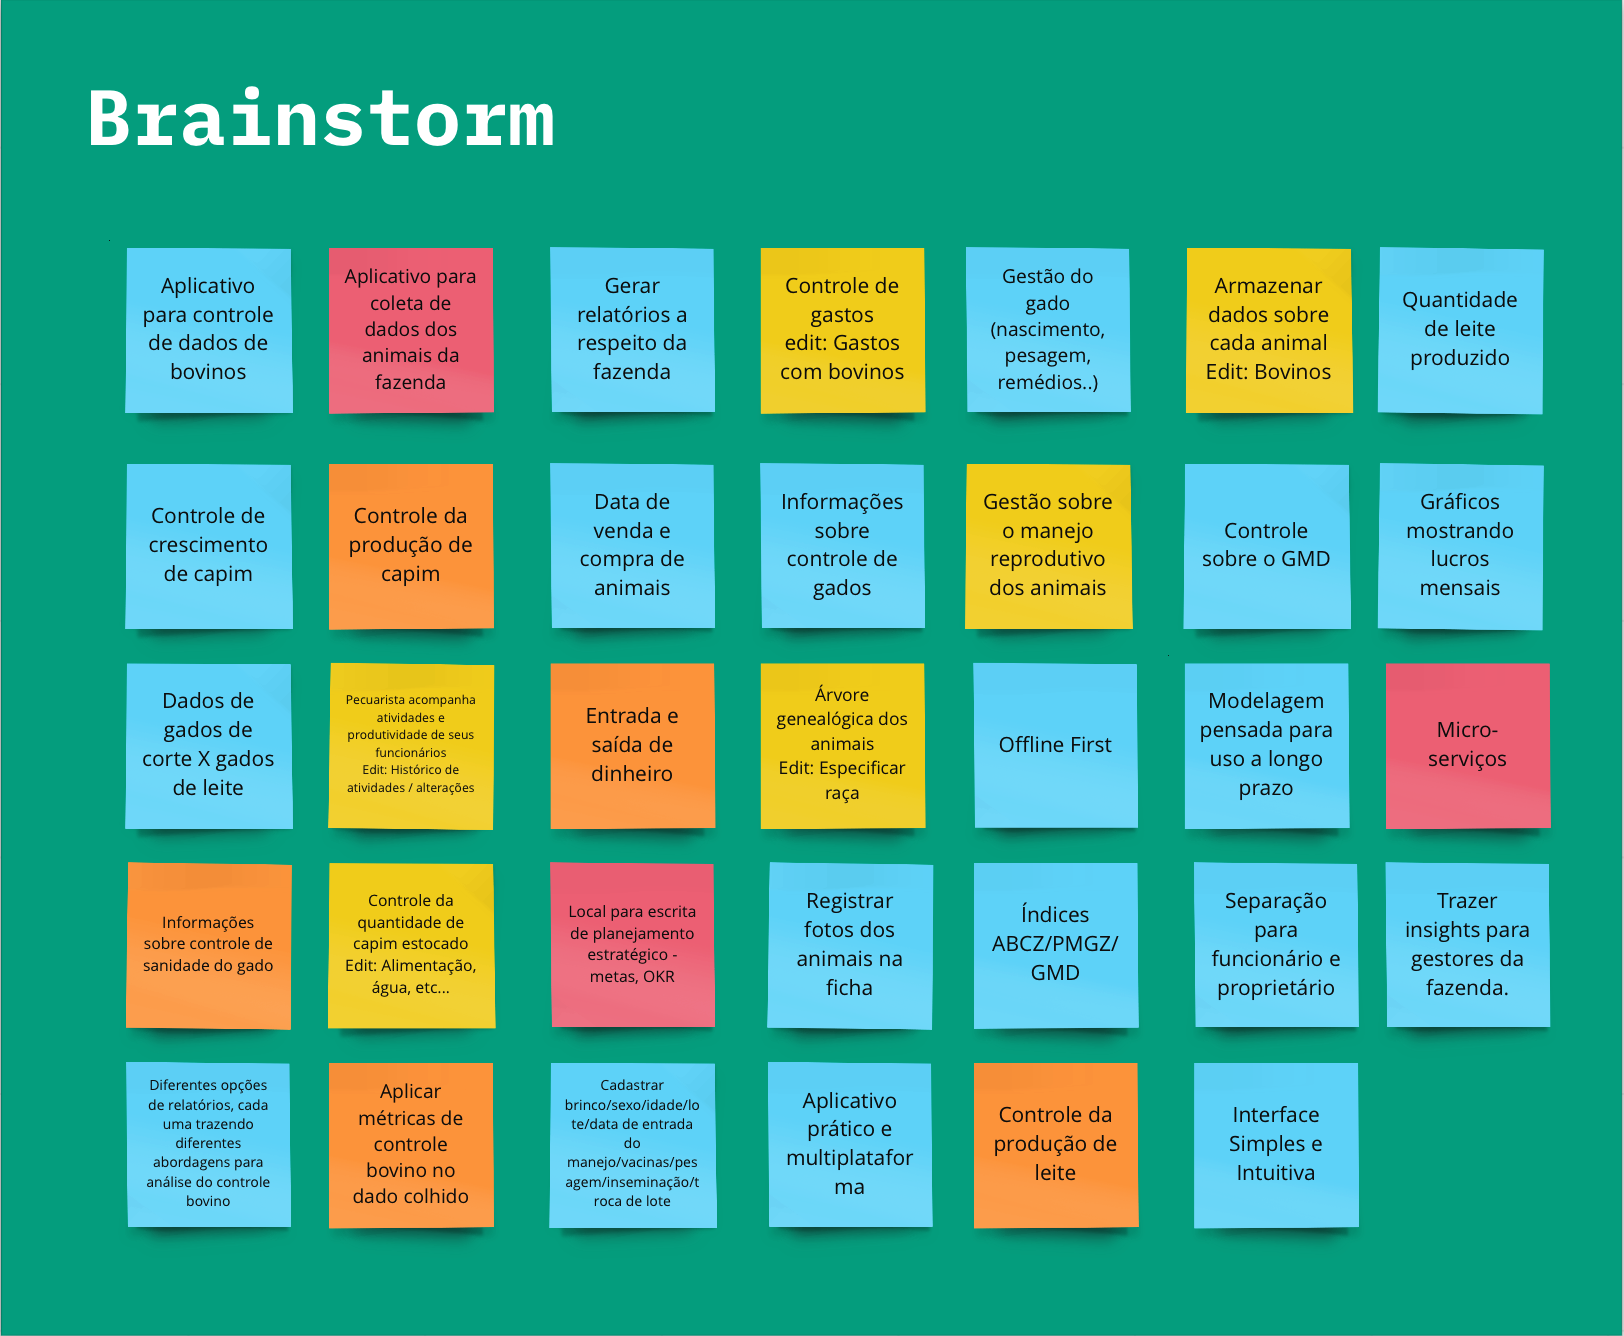 Brainstorm
Aplicativo
para controle
de dados de
bovinos
Aplicativo para
coleta de
dados dos
animais da
fazenda
Gerar
relatórios a
respeito da
fazenda
Controle de
gastos
edit: Gastos
com bovinos
Gestão do
gado
(nascimento,
pesagem,
remédios..)
Armazenar
dados sobre
cada animal
Edit: Bovinos
Quantidade
de leite
produzido
Controle de
crescimento
de capim
Controle da
produção de
capim
Data de
venda e
compra de
animais
Informações
sobre
controle de
gados
Gestão sobre
o manejo
reprodutivo
dos animais
Controle
sobre o GMD
Gráficos
mostrando
lucros
mensais
Dados de
gados de
corte X gados
de leite
Pecuarista acompanha
atividades e
produtividade de seus
funcionários
Edit: Histórico de
atividades / alterações
Entrada e
saída de
dinheiro
Árvore
genealógica dos
animais
Edit: Especificar
raça
Offline First
Modelagem
pensada para
uso a longo
prazo
Micro-
serviços
Informações
sobre controle de
sanidade do gado
Controle da
quantidade de
capim estocado
Edit: Alimentação,
água, etc...
Local para escrita
de planejamento
estratégico -
metas, OKR
Registrar
fotos dos
animais na
ficha
Índices
ABCZ/PMGZ/
GMD
Separação
para
funcionário e
proprietário
Trazer
insights para
gestores da
fazenda.
Diferentes opções
de relatórios, cada
uma trazendo
diferentes
abordagens para
análise do controle
bovino
Aplicar
métricas de
controle
bovino no
dado colhido
Cadastrar
brinco/sexo/idade/lo
te/data de entrada
do
manejo/vacinas/pes
agem/inseminação/t
roca de lote
Aplicativo
prático e
multiplatafor
ma
Controle da
produção de
leite
Interface
Simples e
Intuitiva